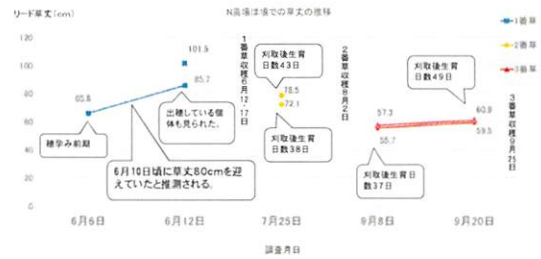 リード草丈(cm)
N圃場ほ場での草丈の推移
1番草
2番草
3番草
120
100
80
60
40
20
0
65.8
101.5
85.7
穂孕み前期
出穂している個
体も見られた。
6月10日頃に草丈80cmを迎
えていたと推測される。
1番草収穫6月12,17日
刈取後生育
日数43日
78.5
72.1
刈取後生育
日数38日
2番草収穫8月2日
57.3
55.7
刈取後生育日
数37日
刈取後生育
日数49日
60.9
59.5
3番草収穫9月25日
6月6日
6月12日
7月25日
9月8日
9月20日
調査月日